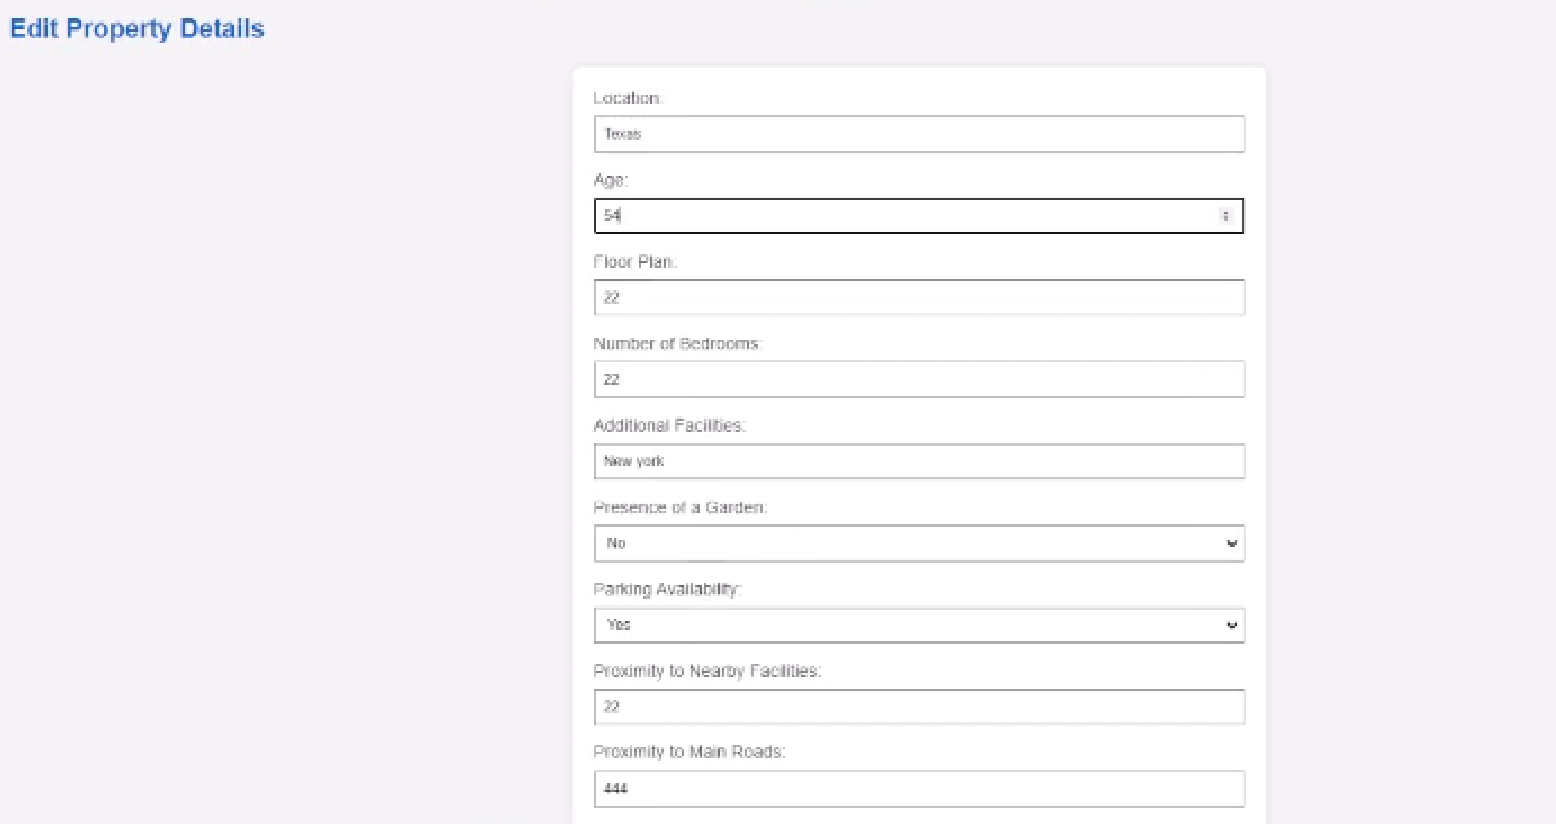 Edit Property Details
Location:
Texas
Age:
54
Floor Plan:
22
Number of Bedrooms:
22
Additional Facilities:
New york
Presence of a Garden:
No
Parking Availability:
Yes
Proximity to Nearby Facilities:
22
Proximity to Main Roads:
444